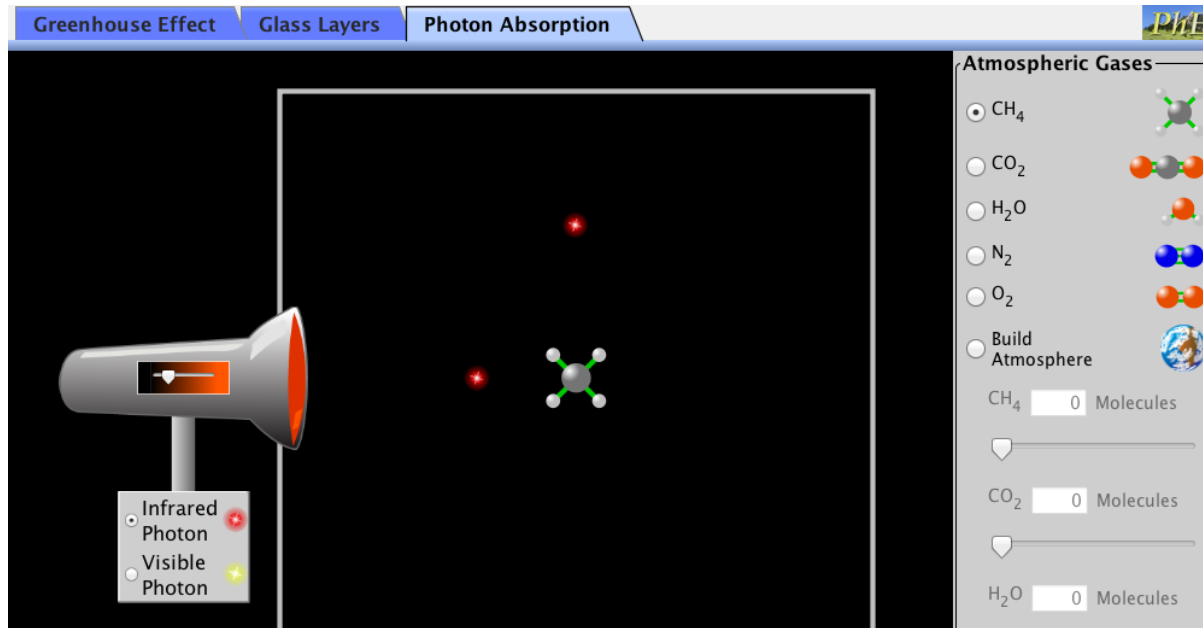 Greenhouse Effect
Glass Layers
Photon Absorption
PhE
Atmospheric Gases
CH4
CO2
H2O
N2
O2
Build
Atmosphere
CH4 0 Molecules
CO2 0 Molecules
H2O 0 Molecules
Infrared
Photon
Visible
Photon